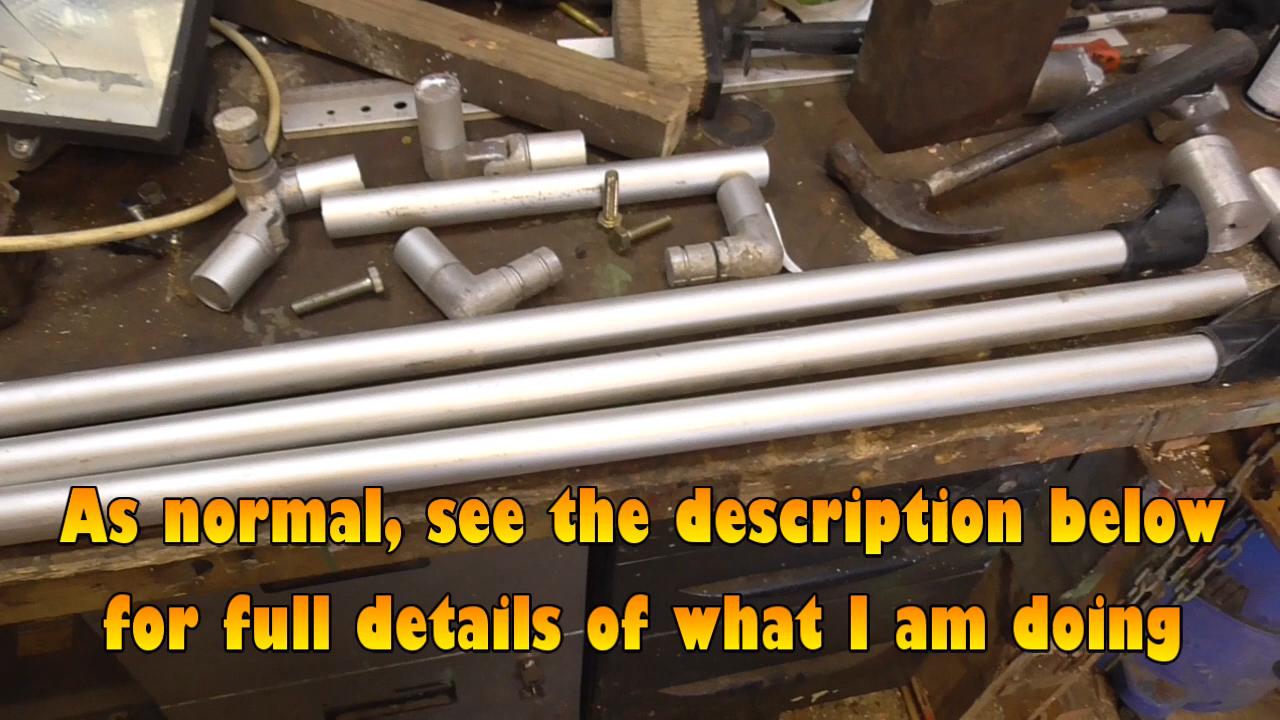 As normal, see the description below
for full details of what I am doing